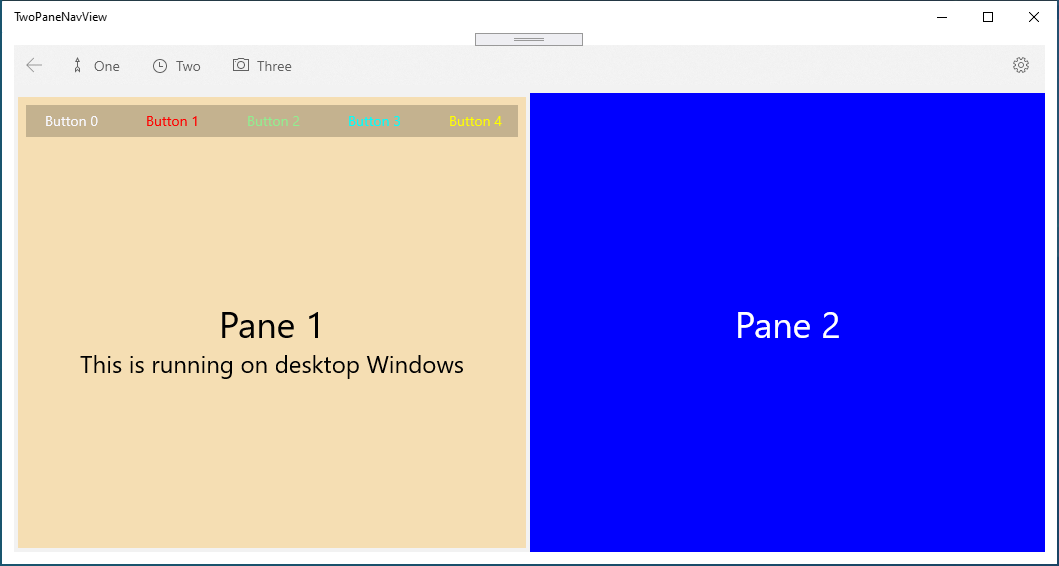 TwoPaneNavView
One Two Three
Button 0 Button 1 Button 2 Button 3 Button 4
Pane 1
This is running on desktop Windows
Pane 2